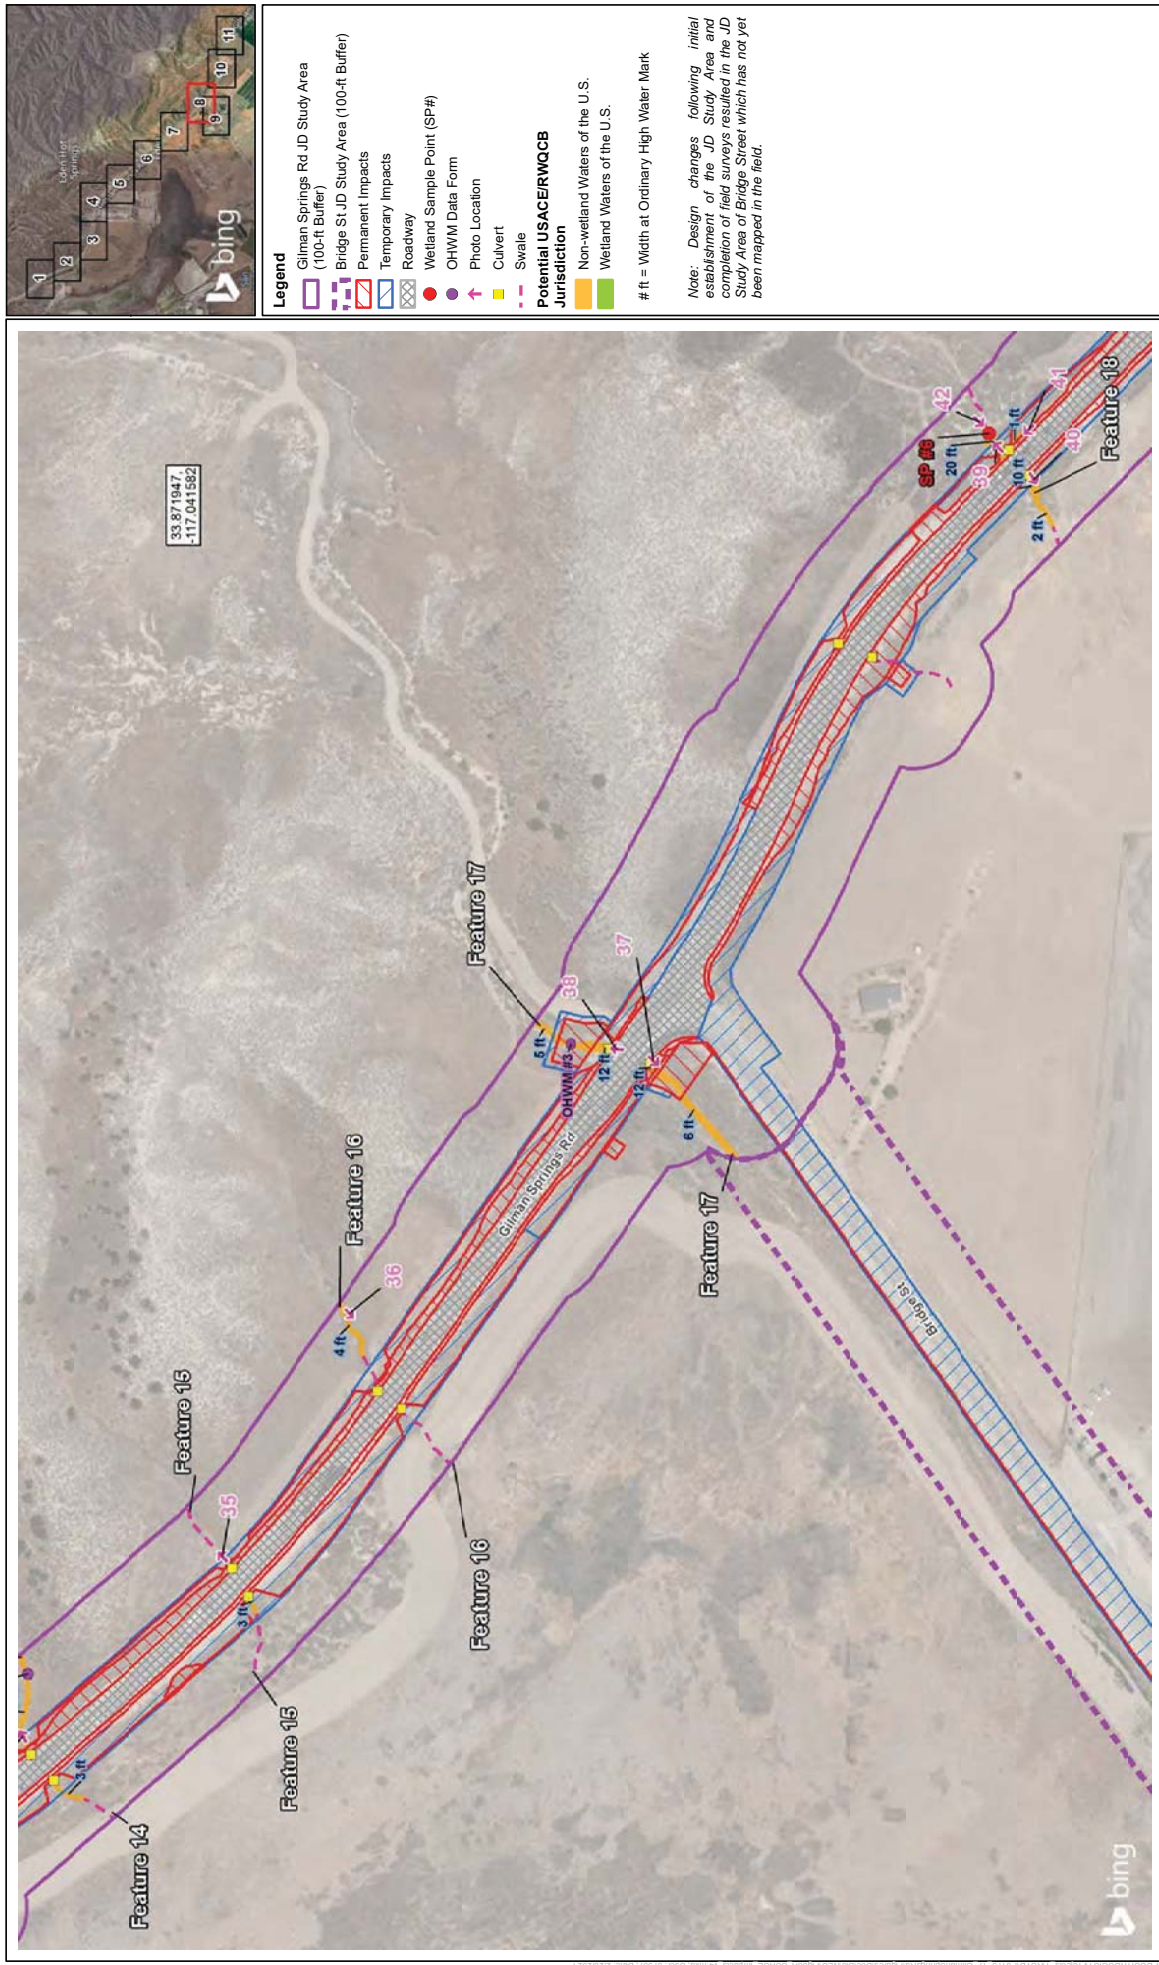 1
2
3
4
5
6
7
8
9
10
11
Eden Hot
Springs
bing
Legend
Gilman Springs Rd JD Study Area
(100-ft Buffer)
Bridge St JD Study Area (100-ft Buffer)
Permanent Impacts
Temporary Impacts
Roadway
Wetland Sample Point (SP#)
OHWM Data Form
Photo Location
Culvert
Swale
Potential USACE/RWQCB
Jurisdiction
Non-wetland Waters of the U.S.
Wetland Waters of the U.S.
# ft = Width at Ordinary High Water Mark
Note: Design changes following initial
establishment of the JD Study Area and
completion of field surveys resulted in the JD
Study Area of Bridge Street which has not yet
been mapped in the field.
33.871947,
-117.041582
Feature 14
3 ft
Feature 15
35
3 ft
Feature 15
Feature 16
4 ft
36
Feature 16
Gilman Springs Rd
Feature 17
5 ft
OHWM #3
38
12 ft
37
12 ft
6 ft
Feature 17
Bridge St
42
SP #6
20 ft
39
1 ft
41
10 ft
40
2 ft
Feature 18
bing